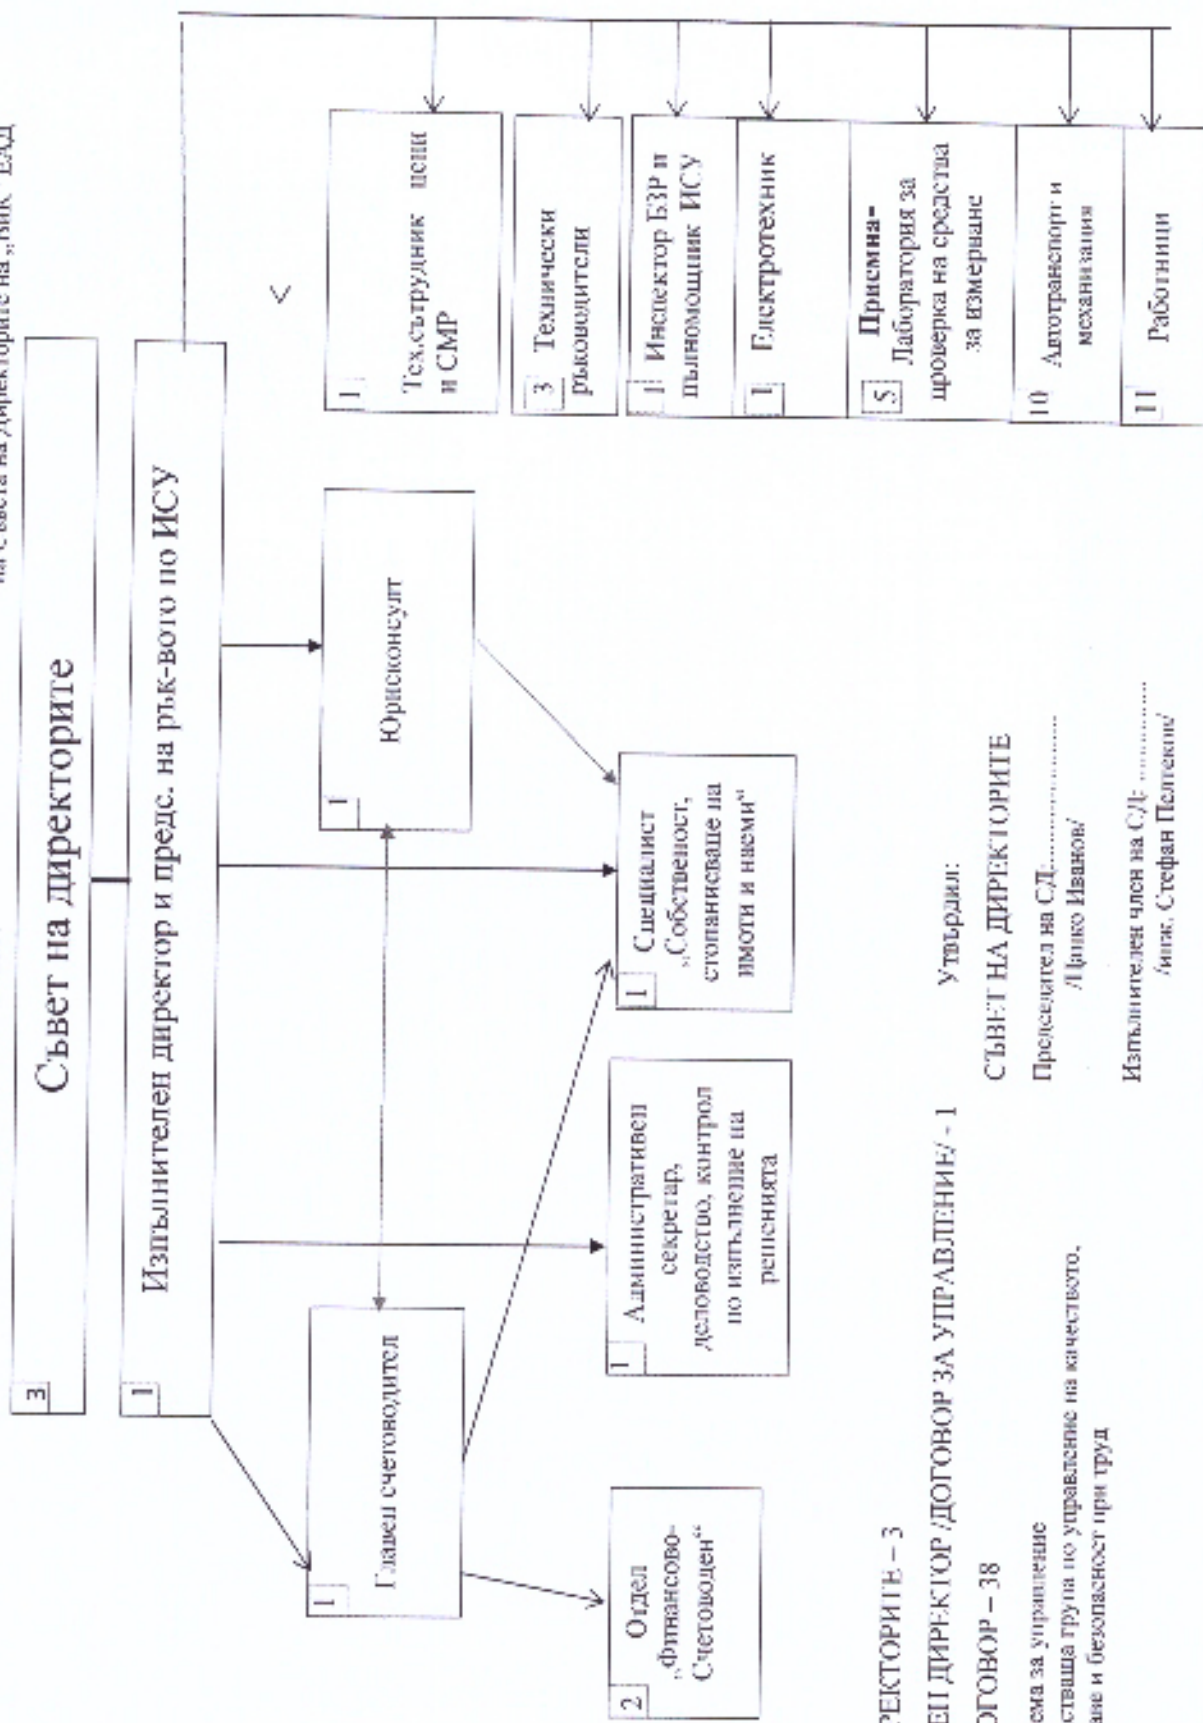 на Съвета на директорите на „ВиК" ЕАД
3
Съвет на директорите
1
Изпълнителен директор и предс. на рък-вото по ИСУ
1
Главен счетоводител
1
Юрисконсулт
2
Отдел
„Финансово-
Счетоводен“
1
Административен
секретар,
деловодство, контрол
по изпълнение на
решенията
1
Специалист
„Собственост,
стопанисване на
имоти и наеми“
<
1
Тех.сътрудник цени
и СМР
3 Технически
ръководители
1 Инспектор БЗР и
пълномощник ИСУ
1 Електротехник
5 Приемна-
Лаборатория за
проверка на средства
за измерване
10 Автотранспорт и
механизация
11 Работници
РЕКТОРИТЕ – 3
ЕН ДИРЕКТОР /ДОГОВОР ЗА УПРАВЛЕНИЕ/ - 1
ОГОВОР – 38
ема за управление
стваща група по управление на качеството,
ане и безопасност при труд
Утвърдил:
СЪВЕТ НА ДИРЕКТОРИТЕ
Председател на СД:....................
/Цанко Иванов/
Изпълнителен член на СД: ...............
/инж. Стефан Пелтеков/